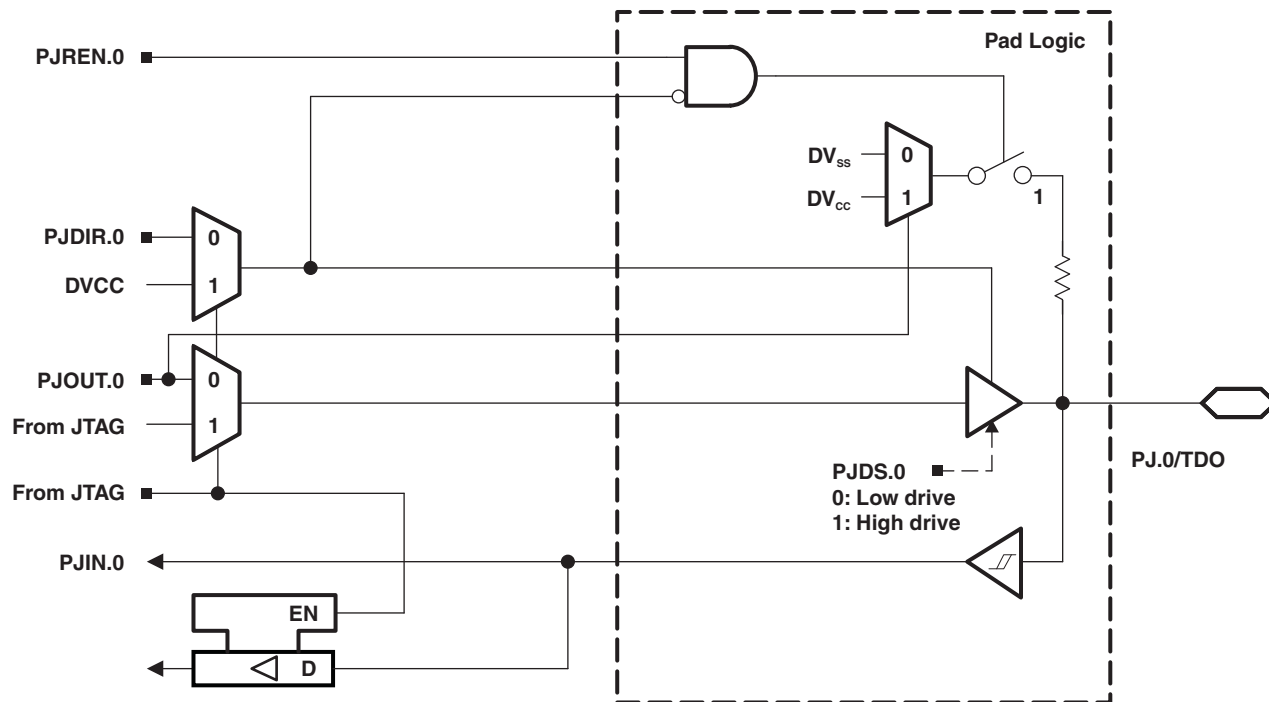 Pad Logic
PJREN.0
DVss
0
DVcc
1
1
PJDIR.0
0
DVCC
1
PJOUT.0
0
From JTAG
1
PJDS.0
0: Low drive
1: High drive
PJ.0/TDO
From JTAG
PJIN.0
EN
D